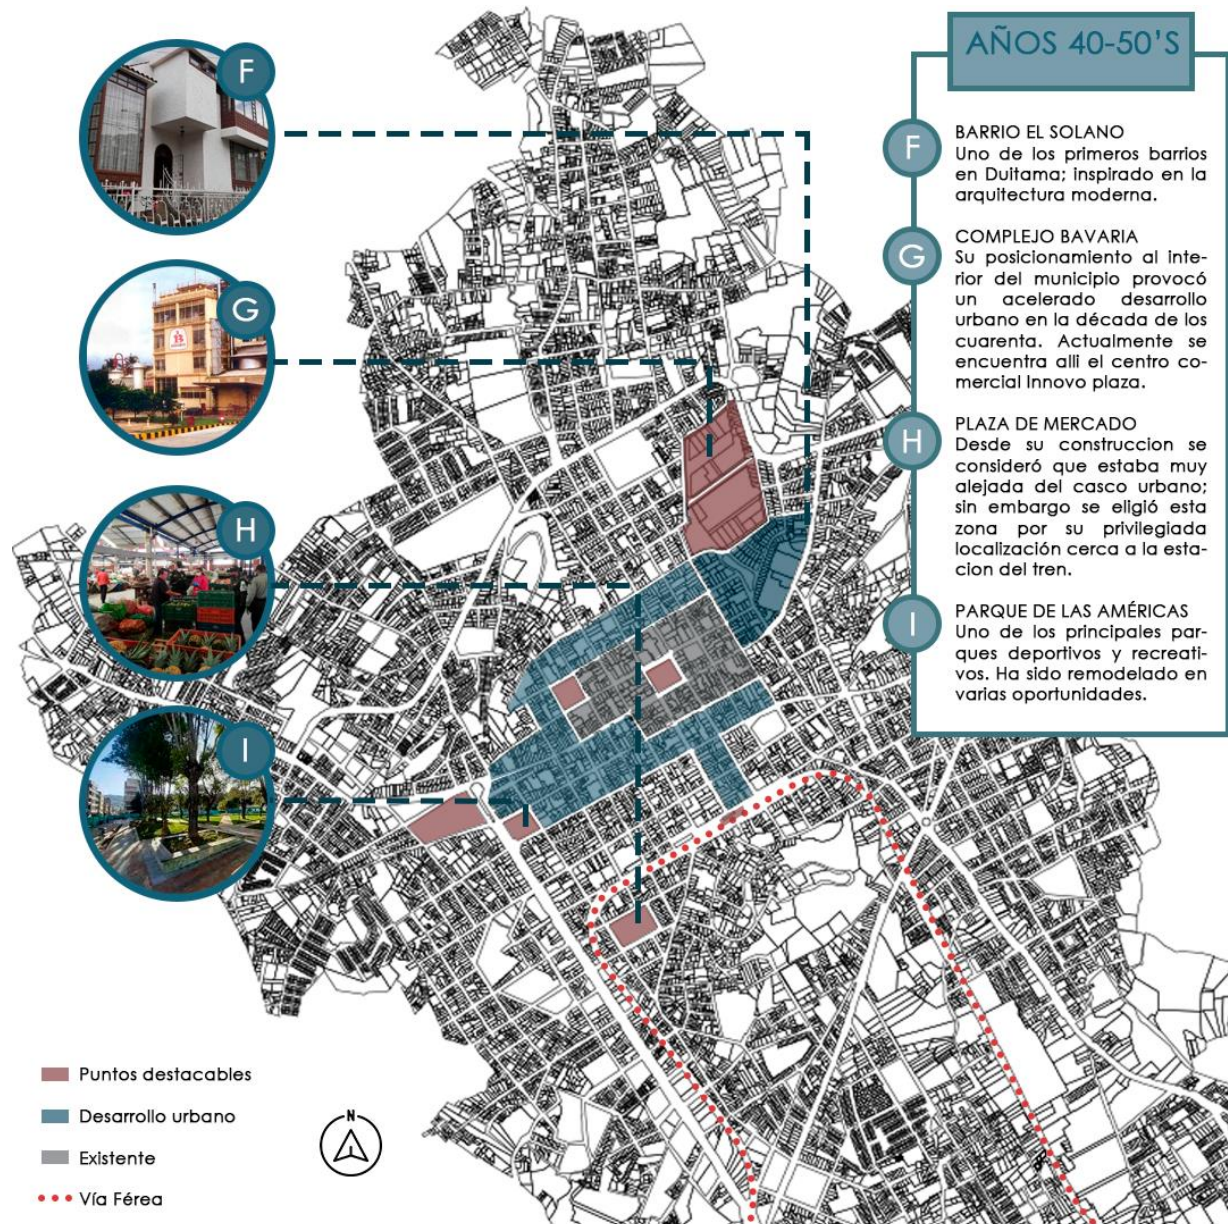 AÑOS 40-50'S
F
BARRIO EL SOLANO
Uno de los primeros barrios
en Duitama; inspirado en la
arquitectura moderna.
G
COMPLEJO BAVARIA
Su posicionamiento al inte-
rior del municipio provocó
un acelerado desarrollo
urbano en la década de los
cuarenta. Actualmente se
encuentra alli el centro co-
mercial Innovo plaza.
H
PLAZA DE MERCADO
Desde su construccion se
consideró que estaba muy
alejada del casco urbano;
sin embargo se eligió esta
zona por su privilegiada
localización cerca a la esta-
cion del tren.
I
PARQUE DE LAS AMÉRICAS
Uno de los principales par-
ques deportivos y recreati-
vos. Ha sido remodelado en
varias oportunidades.
F
G
H
I
Puntos destacables
Desarrollo urbano
Existente
Vía Férea
N